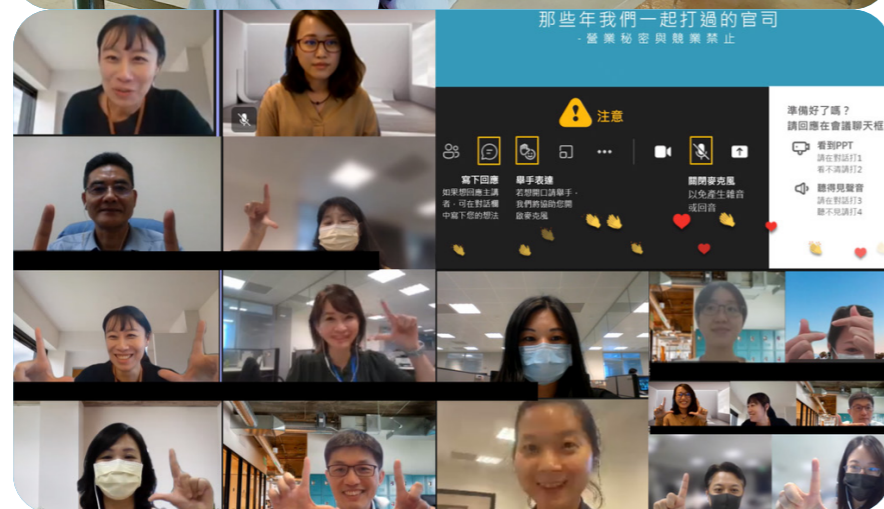 那些年我們一起打過的官司
-營業秘密與競業禁止
注意
寫下回應
如果想回應主講
者，可在對話欄
中寫下您的想法
舉手表達
若想開口請舉手，
我們將協助您開
啟麥克風
關閉麥克風
以免產生雜音
或回音
準備好了嗎？
請回應在會議聊天框
看到PPT
請在對話打1
看不清請打2
聽得見聲音
請在對話打3
聽不見請打4